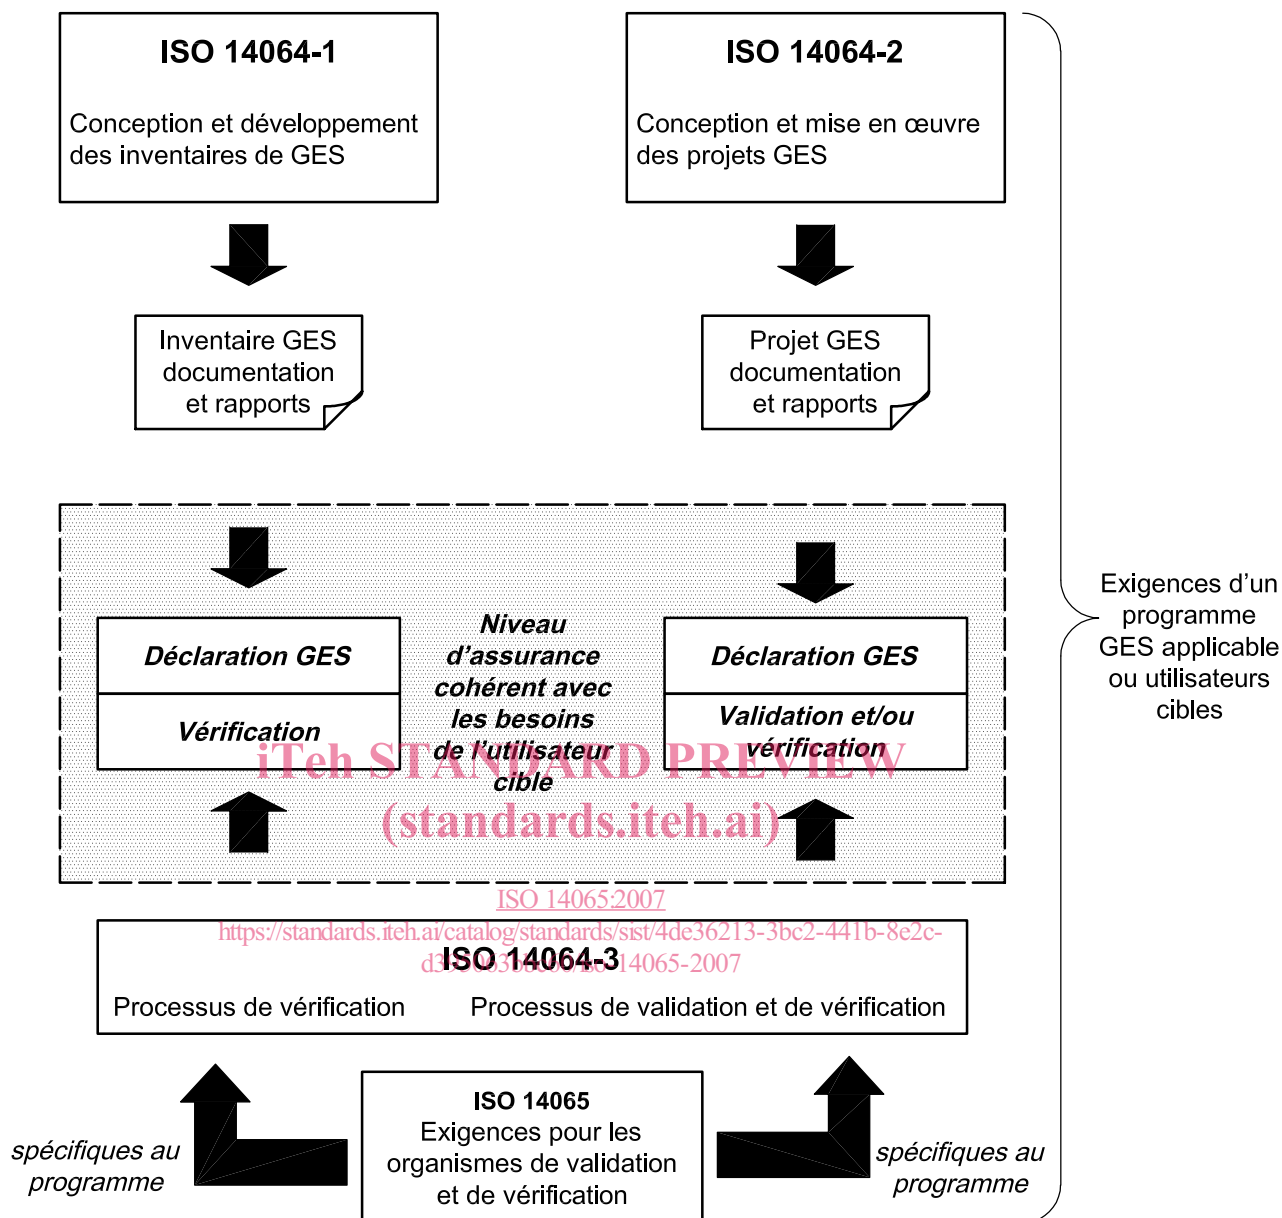 ISO 14064-1
Conception et développement
des inventaires de GES
ISO 14064-2
Conception et mise en œuvre
des projets GES
Inventaire GES
documentation
et rapports
Projet GES
documentation
et rapports
Exigences d’un
programme
GES applicable
ou utilisateurs
cibles
Déclaration GES
Vérification
Niveau
d’assurance
cohérent avec
les besoins
de l’utilisateur
cible
Déclaration GES
Validation et/ou
vérification
iTeh STANDARD PREVIEW
(standards.iteh.ai)
ISO 14065:2007
https://standards.iteh.ai/catalog/standards/sist/4de36213-3bc2-441b-8e2c-
ISO 14064-3
Processus de vérification
Processus de validation et de vérification
ISO 14065
Exigences pour les
organismes de validation
et de vérification
spécifiques au
programme
spécifiques au
programme